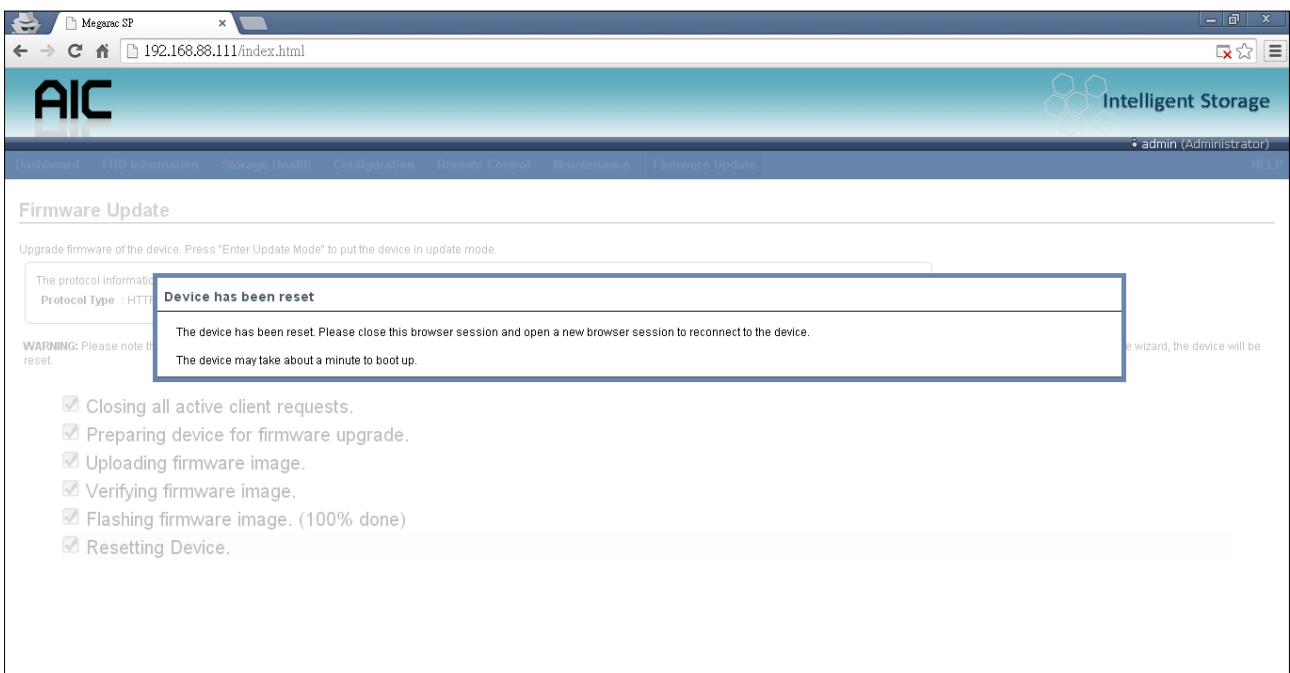 Megarac SP
192.168.88.111/index.html
AIC
Intelligent Storage
admin (Administrator)
Dashboard FRU Information Storage Health Configuration Remote Control Maintenance Firmware Update HELP
Firmware Update
Upgrade firmware of the device. Press "Enter Update Mode" to put the device in update mode.
The protocol informatio
Protocol Type : HTTP
Device has been reset
The device has been reset. Please close this browser session and open a new browser session to reconnect to the device.
The device may take about a minute to boot up.
WARNING: Please note th e wizard, the device will be
reset.
Closing all active client requests.
Preparing device for firmware upgrade.
Uploading firmware image.
Verifying firmware image.
Flashing firmware image. (100% done)
Resetting Device.